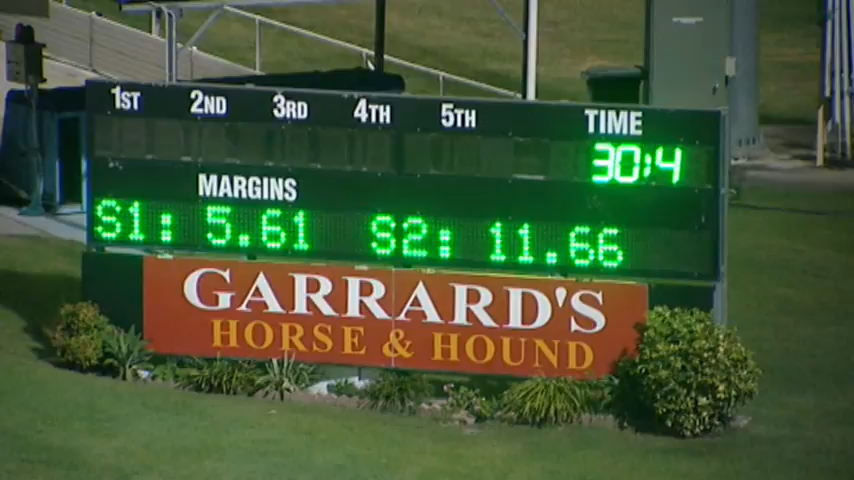 1ST 2ND 3RD 4TH 5TH TIME
30:4
MARGINS
S1: 5.61 S2: 11.66
GARRARD'S
HORSE & HOUND